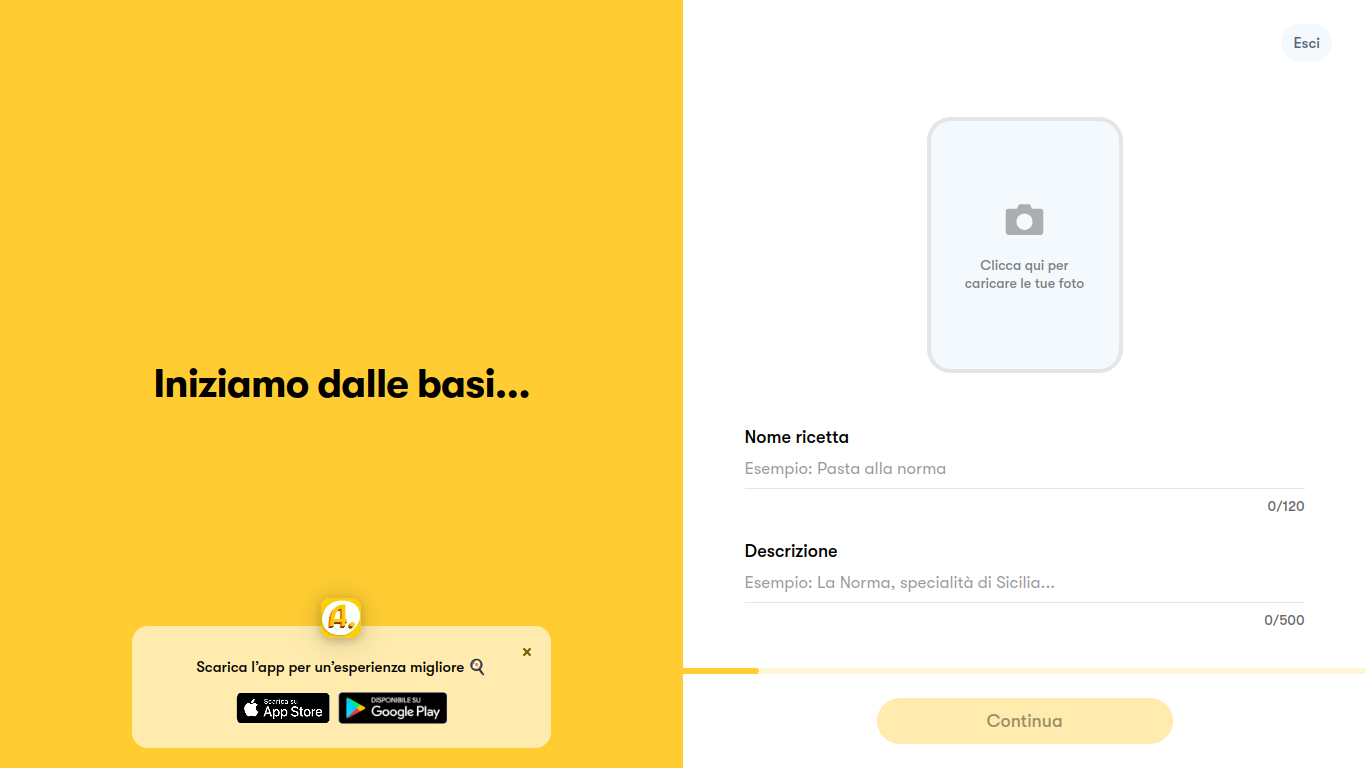 Iniziamo dalle basi...
A.
Scarica l'app per un'esperienza migliore
×
Scarica su
App Store
DISPONIBILE SU
Google Play
Esci
Clicca qui per
caricare le tue foto
Nome ricetta
Esempio: Pasta alla norma
0/120
Descrizione
Esempio: La Norma, specialità di Sicilia...
0/500
Continua